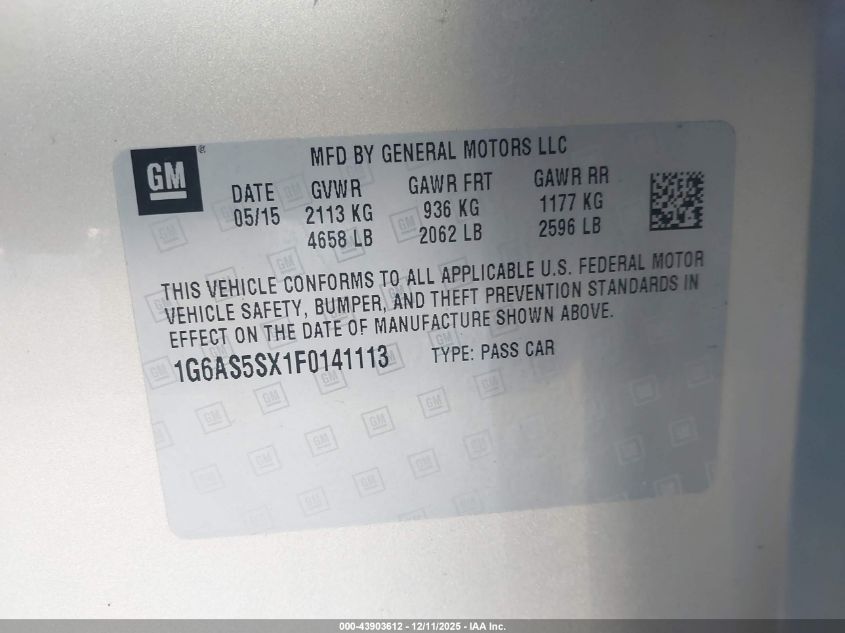 GM®
MFD BY GENERAL MOTORS LLC
DATE GVWR GAWR FRT GAWR RR
05/15 2113 KG 936 KG 1177 KG
4658 LB 2062 LB 2596 LB
THIS VEHICLE CONFORMS TO ALL APPLICABLE U.S. FEDERAL MOTOR
VEHICLE SAFETY, BUMPER, AND THEFT PREVENTION STANDARDS IN
EFFECT ON THE DATE OF MANUFACTURE SHOWN ABOVE.
1G6AS5SX1F0141113 TYPE: PASS CAR
000-43903612 - 12/11/2025 - IAA Inc.